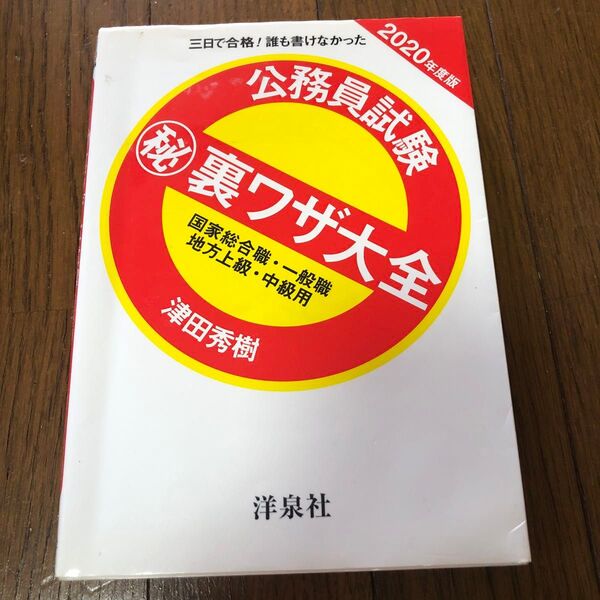 三日で合格!誰も書けなかった
2020年度版
公務員試験
㊙裏ワザ大全
国家総合職・一般職
地方上級・中級用
津田秀樹
洋泉社